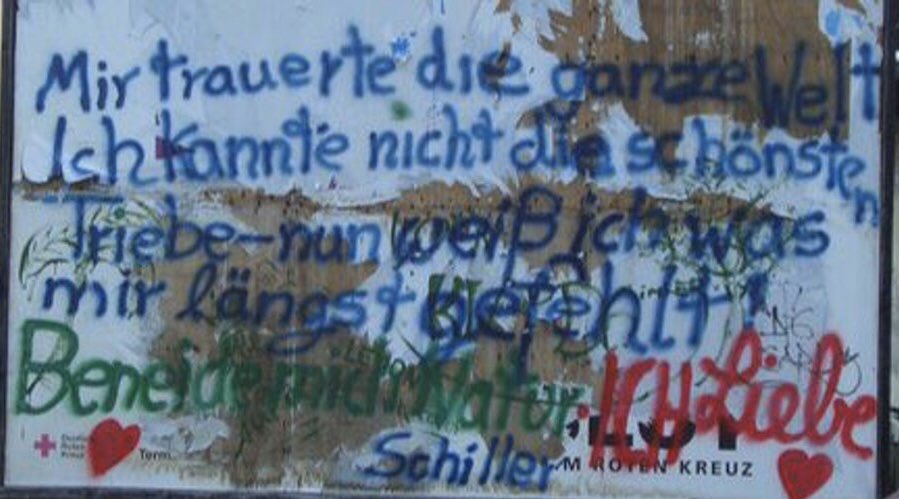 Mir trauerte die ganze Welt
Ich kannte nicht die schönsten
Triebe-nun weiß ich was
mir längst gefehlt!
Beneide mich Natur. ICH Liebe
Schiller
Term.
M ROTEN KREUZ